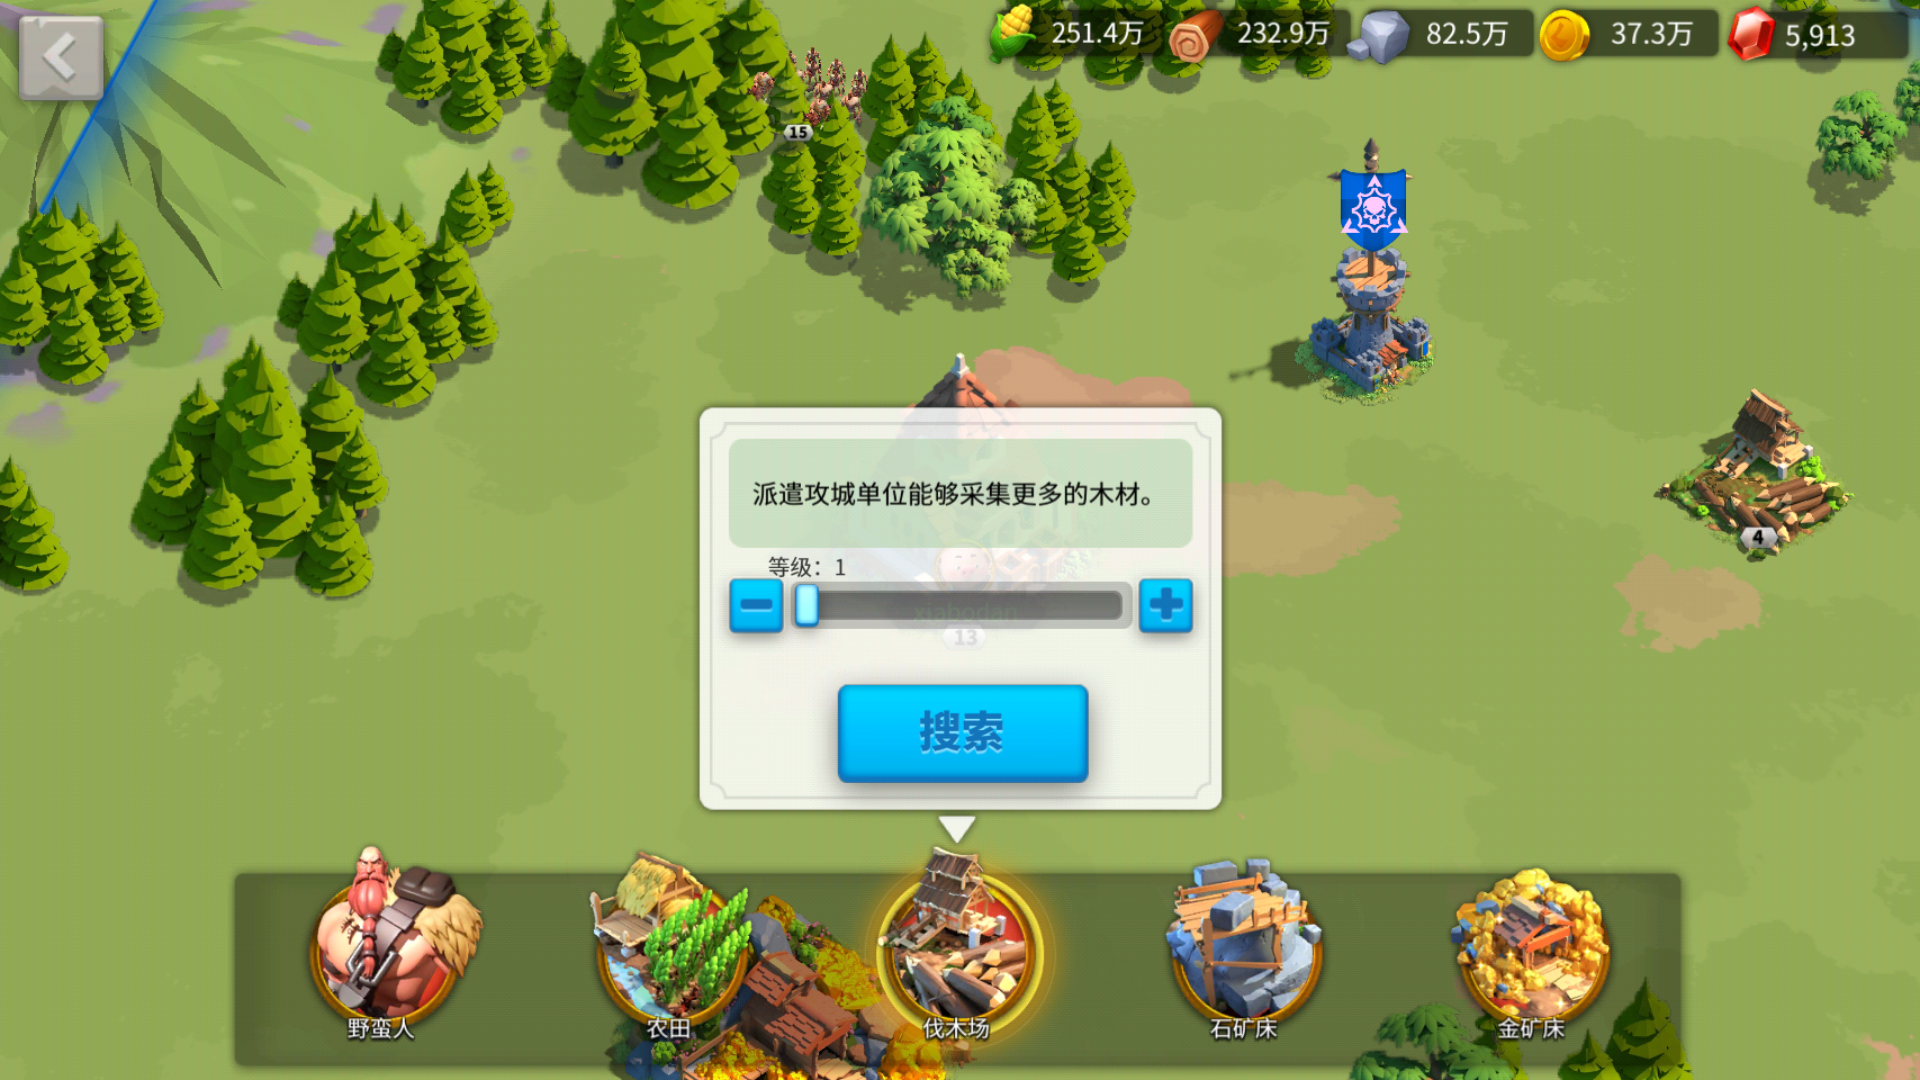 251.4万 232.9万 82.5万 37.3万 5,913
15
4
派遣攻城单位能够采集更多的木材。
等级：1
xiabodan
13
搜索
野蛮人 农田 伐木场 石矿床 金矿床